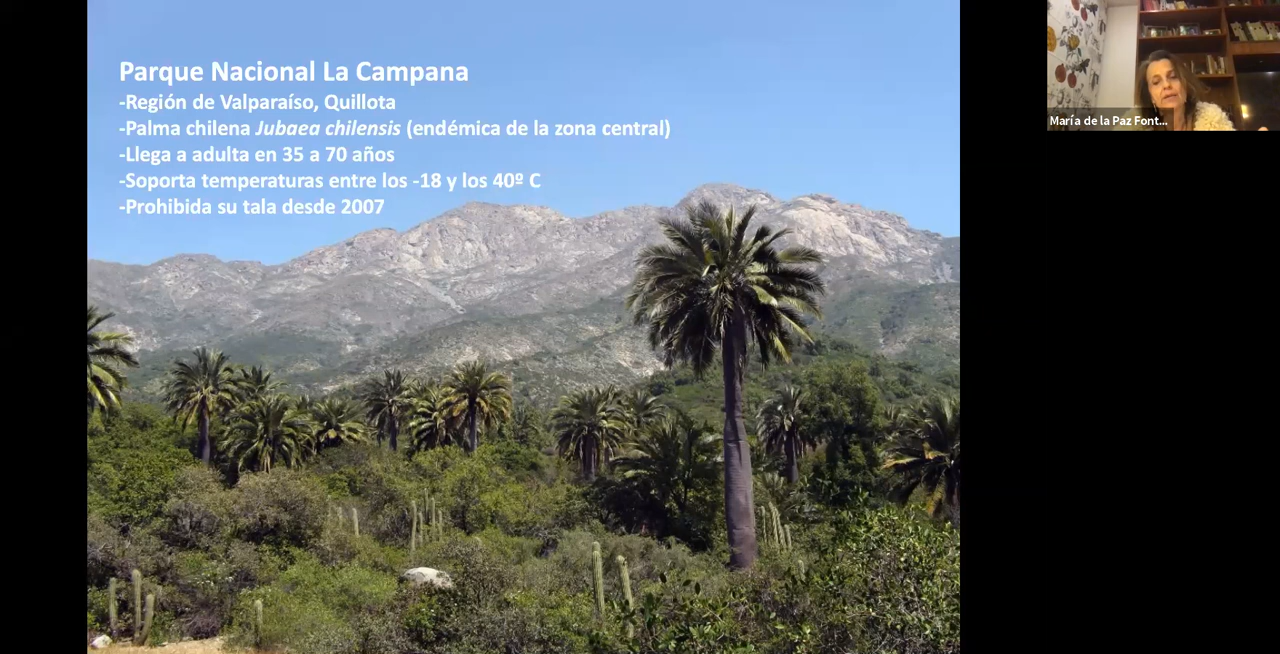 Parque Nacional La Campana
-Región de Valparaíso, Quillota
-Palma chilena Jubaea chilensis (endémica de la zona central)
-Llega a adulta en 35 a 70 años
-Soporta temperaturas entre los -18 y los 40º C
-Prohibida su tala desde 2007
María de la Paz Font...